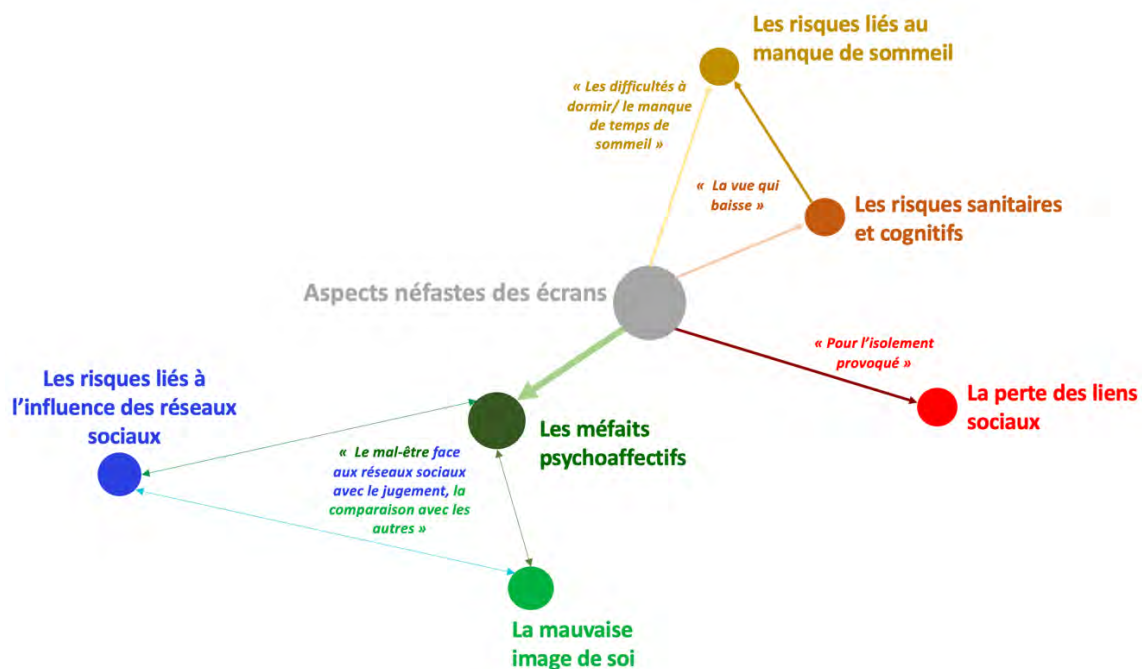 Les risques liés au
manque de sommeil
« Les difficultés à
dormir/ le manque
de temps de
sommeil »
« La vue qui
baisse »
Les risques sanitaires
et cognitifs
Aspects néfastes des écrans
« Pour l’isolement
provoqué »
La perte des liens
sociaux
Les risques liés à
l’influence des réseaux
sociaux
Les méfaits
psychoaffectifs
« Le mal-être face
aux réseaux sociaux
avec le jugement, la
comparaison avec les
autres »
La mauvaise
image de soi